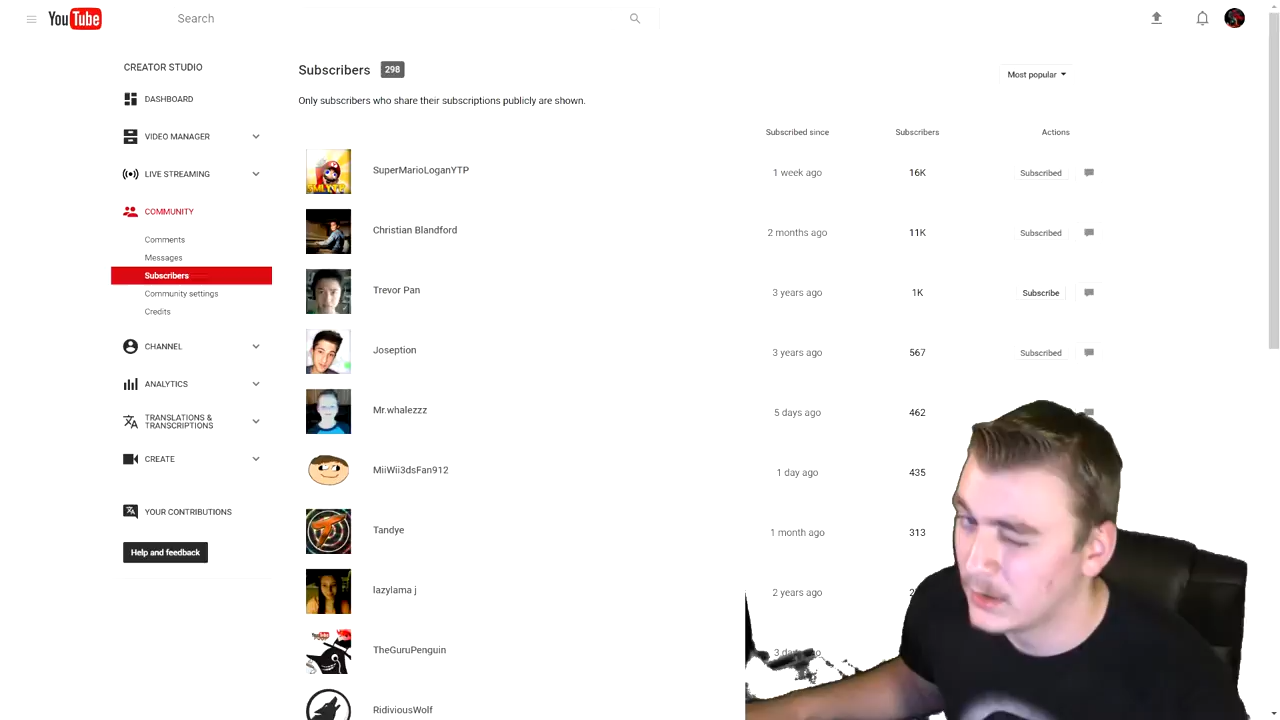 YouTube
Search
CREATOR STUDIO
DASHBOARD
VIDEO MANAGER
LIVE STREAMING
COMMUNITY
Comments
Messages
Subscribers
Community settings
Credits
CHANNEL
ANALYTICS
TRANSLATIONS &
TRANSCRIPTIONS
CREATE
YOUR CONTRIBUTIONS
Help and feedback
Subscribers 298
Most popular
Only subscribers who share their subscriptions publicly are shown.
Subscribed since Subscribers Actions
SuperMarioLoganYTP 1 week ago 16K Subscribed
Christian Blandford 2 months ago 11K Subscribed
Trevor Pan 3 years ago 1K Subscribe
Joseption 3 years ago 567 Subscribed
Mr.whalezzz 5 days ago 462
MiiWii3dsFan912 1 day ago 435
Tandye 1 month ago 313
lazylama j 2 years ago
TheGuruPenguin 3 days ago
RidiviousWolf